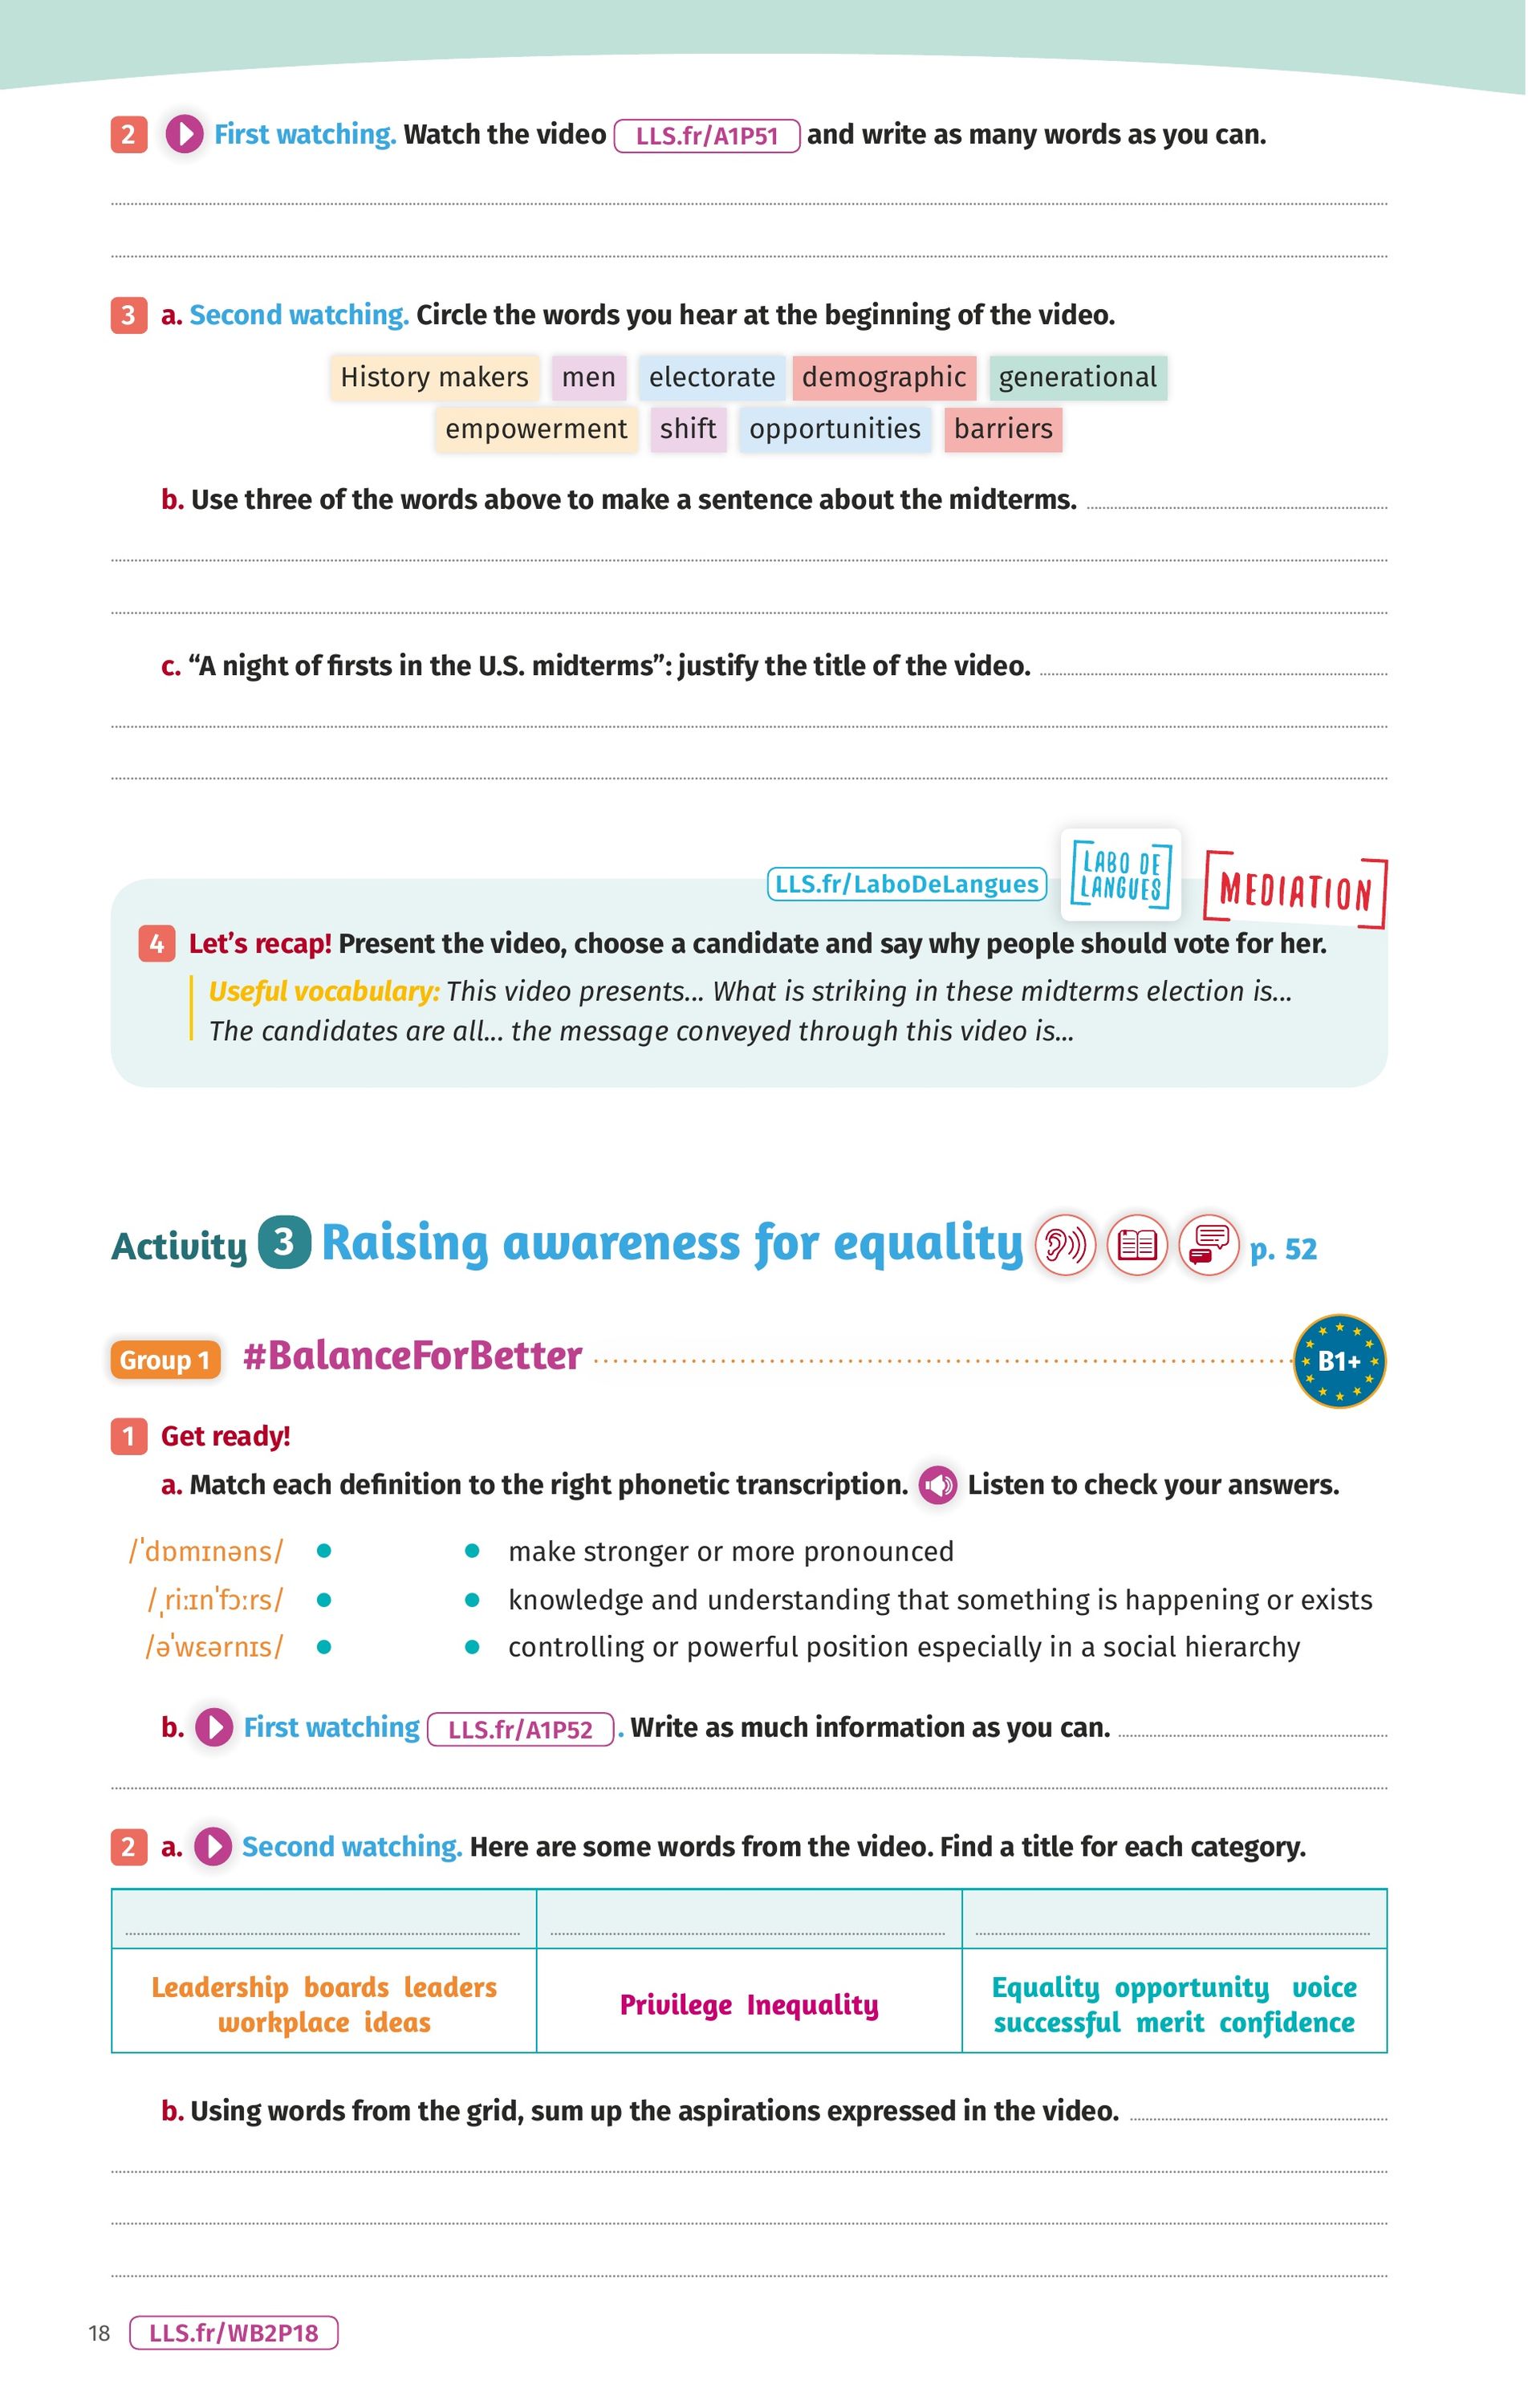 2 First watching. Watch the video LLS.fr/A1P51 and write as many words as you can.
3 a. Second watching. Circle the words you hear at the beginning of the video.
History makers men electorate demographic generational
empowerment shift opportunities barriers
b. Use three of the words above to make a sentence about the midterms.
c. “A night of firsts in the U.S. midterms”: justify the title of the video.
LLS.fr/LaboDeLangues
LABO DE
LANGUES
MEDIATION
4 Let’s recap! Present the video, choose a candidate and say why people should vote for her.
Useful vocabulary: This video presents... What is striking in these midterms election is...
The candidates are all... the message conveyed through this video is...
Activity 3 Raising awareness for equality p. 52
Group 1 #BalanceForBetter B1+
1 Get ready!
a. Match each definition to the right phonetic transcription. Listen to check your answers.
/ˈdɒmɪnəns/ • • make stronger or more pronounced
/ˌriːɪnˈfɔːrs/ • • knowledge and understanding that something is happening or exists
/əˈwɛərnɪs/ • • controlling or powerful position especially in a social hierarchy
b. First watching LLS.fr/A1P52 . Write as much information as you can.
2 a. Second watching. Here are some words from the video. Find a title for each category.
Leadership boards leaders
workplace ideas
Privilege Inequality
Equality opportunity voice
successful merit confidence
b. Using words from the grid, sum up the aspirations expressed in the video.
18 LLS.fr/WB2P18